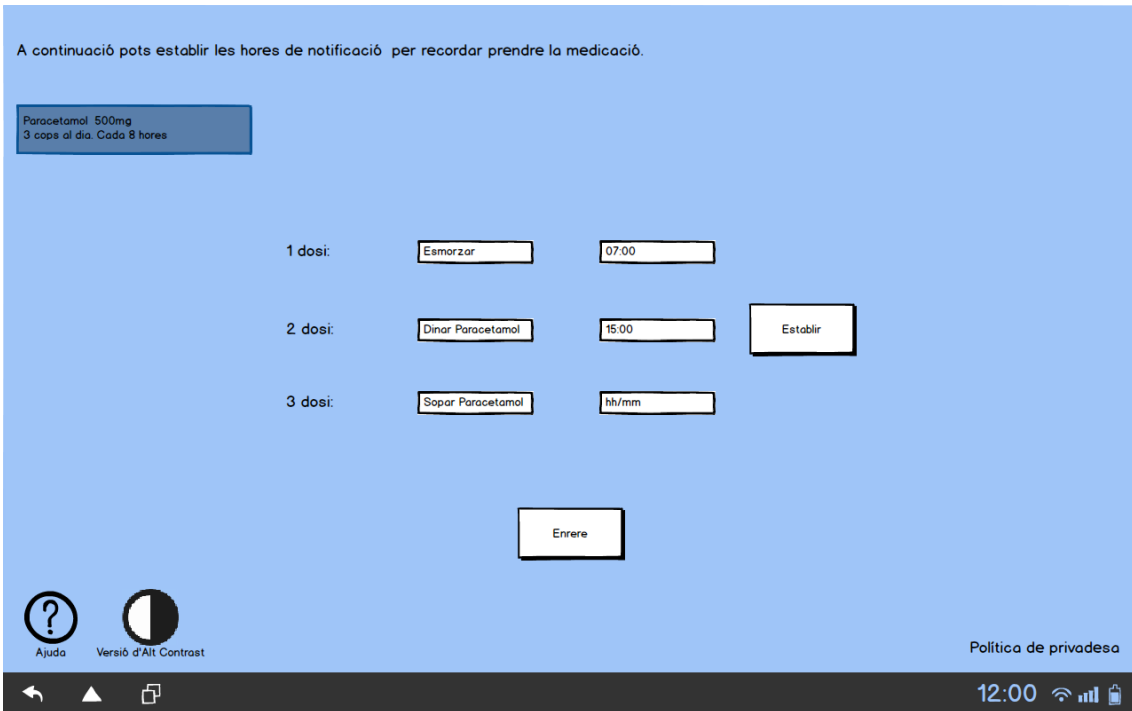 A continuació pots establir les hores de notificació per recordar prendre la medicació.
Paracetamol 500mg
3 cops al dia. Cada 8 hores
1 dosi: Esmorzar 07:00
2 dosi: Dinar Paracetamol 15:00 Establir
3 dosi: Sopar Paracetamol hh/mm
Enrere
?
Ajuda Versió d'Alt Contrast
Política de privadesa
12:00